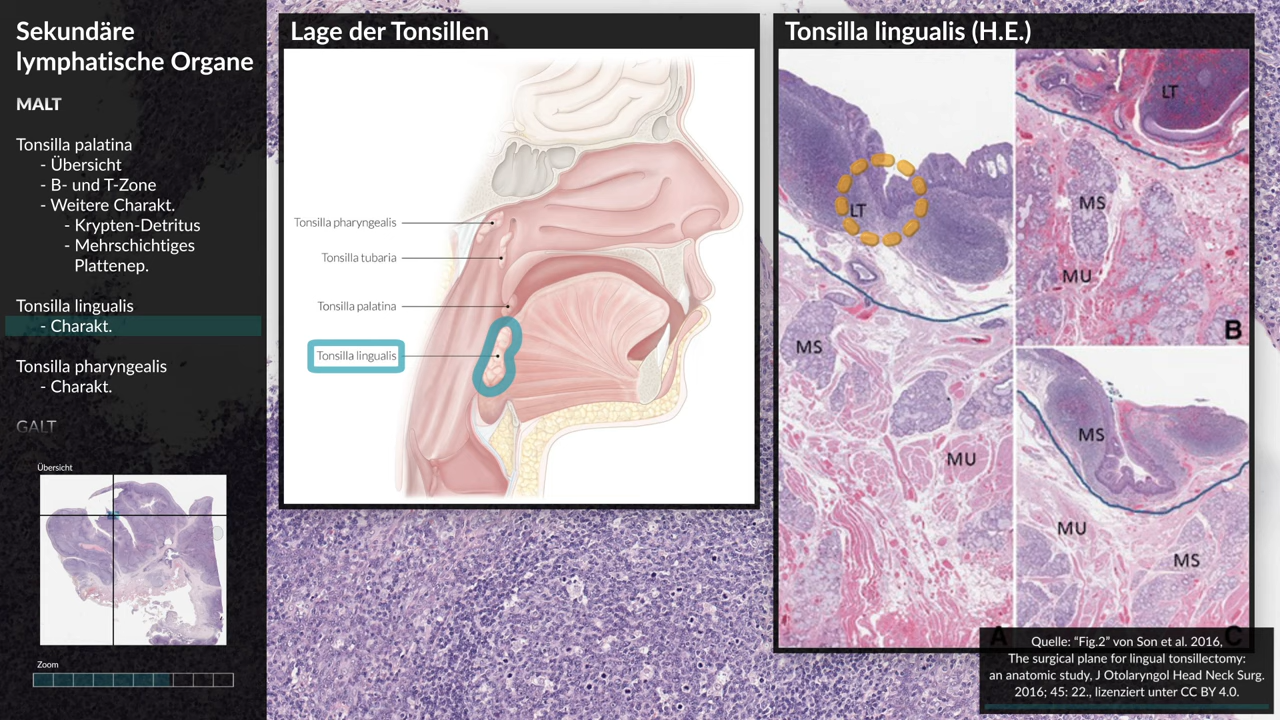 Sekundäre
lymphatische Organe
MALT
Tonsilla palatina
- Übersicht
- B- und T-Zone
- Weitere Charakt.
- Krypten-Detritus
- Mehrschichtiges
Plattenep.
Tonsilla lingualis
- Charakt.
Tonsilla pharyngealis
- Charakt.
GALT
Übersicht
Zoom
Lage der Tonsillen
Tonsilla pharyngealis
Tonsilla tubaria
Tonsilla palatina
Tonsilla lingualis
Tonsilla lingualis (H.E.)
LT
MS
MU
A
LT
MS
MU
B
MS
MU
MS
C
Quelle: “Fig.2” von Son et al. 2016,
The surgical plane for lingual tonsillectomy:
an anatomic study, J Otolaryngol Head Neck Surg.
2016; 45: 22., lizenziert unter CC BY 4.0.